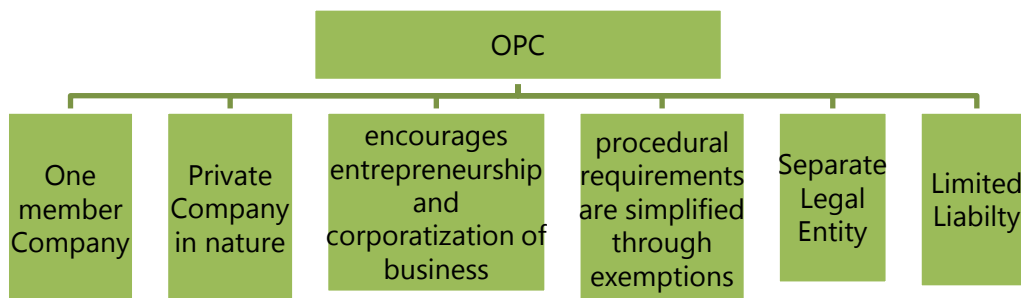 OPC
One
member
Company
Private
Company
in nature
encourages
entrepreneurship
and
corporatization of
business
procedural
requirements
are simplified
through
exemptions
Separate
Legal
Entity
Limited
Liabilty